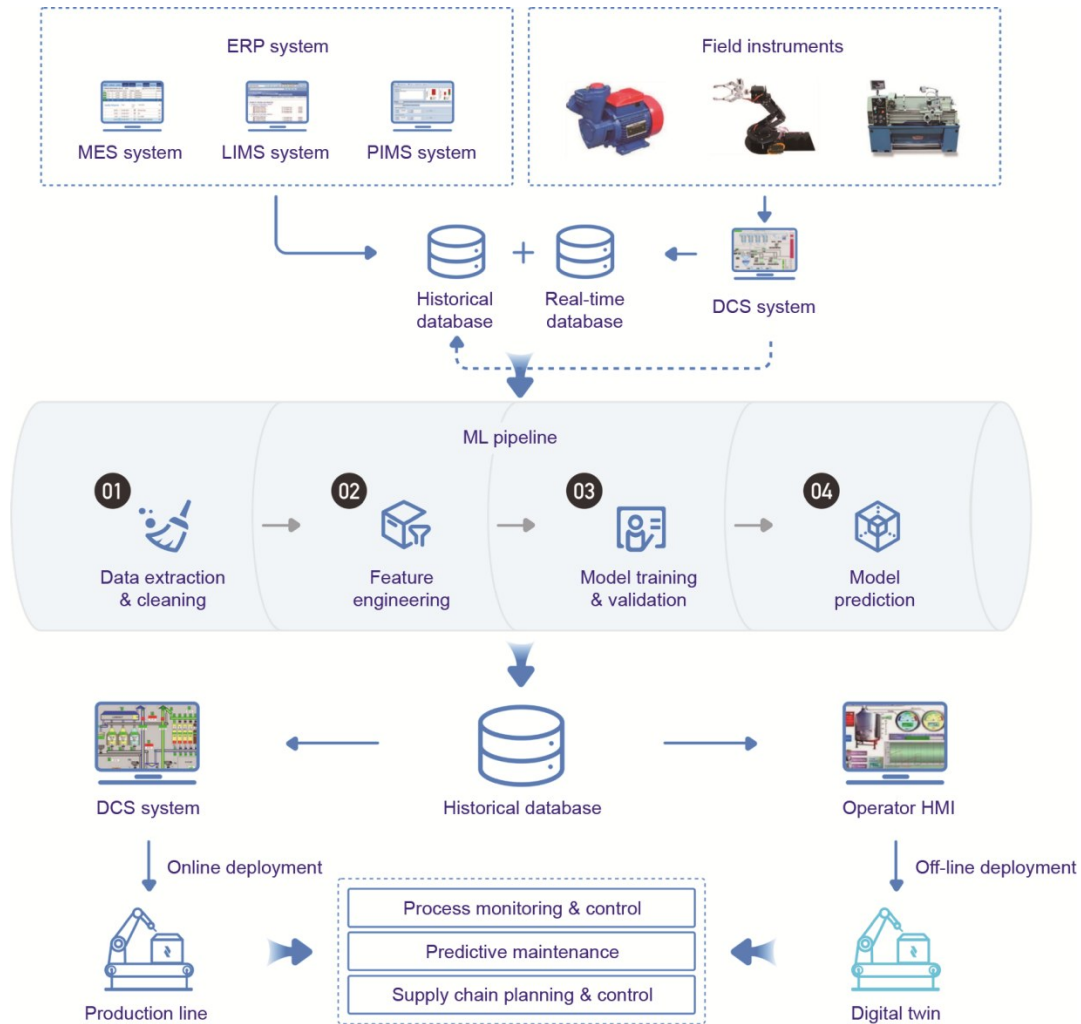 ERP system
MES system
LIMS system
PIMS system
Field instruments
Historical
database
Real-time
database
DCS system
ML pipeline
01
Data extraction
& cleaning
02
Feature
engineering
03
Model training
& validation
04
Model
prediction
DCS system
Historical database
Operator HMI
Online deployment
Off-line deployment
Process monitoring & control
Predictive maintenance
Supply chain planning & control
Production line
Digital twin